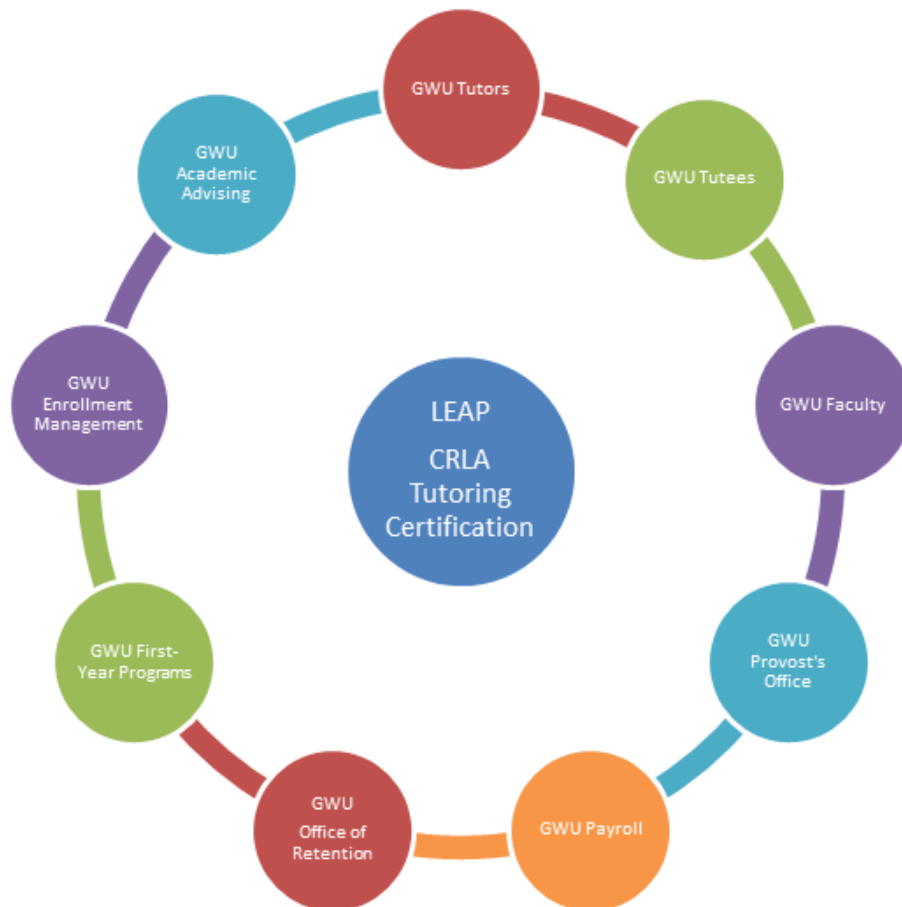 GWU Tutors
GWU Tutees
GWU Faculty
GWU
Provost's
Office
GWU Payroll
GWU
Office of
Retention
GWU First-
Year Programs
GWU
Enrollment
Management
GWU
Academic
Advising
LEAP
CRLA
Tutoring
Certification